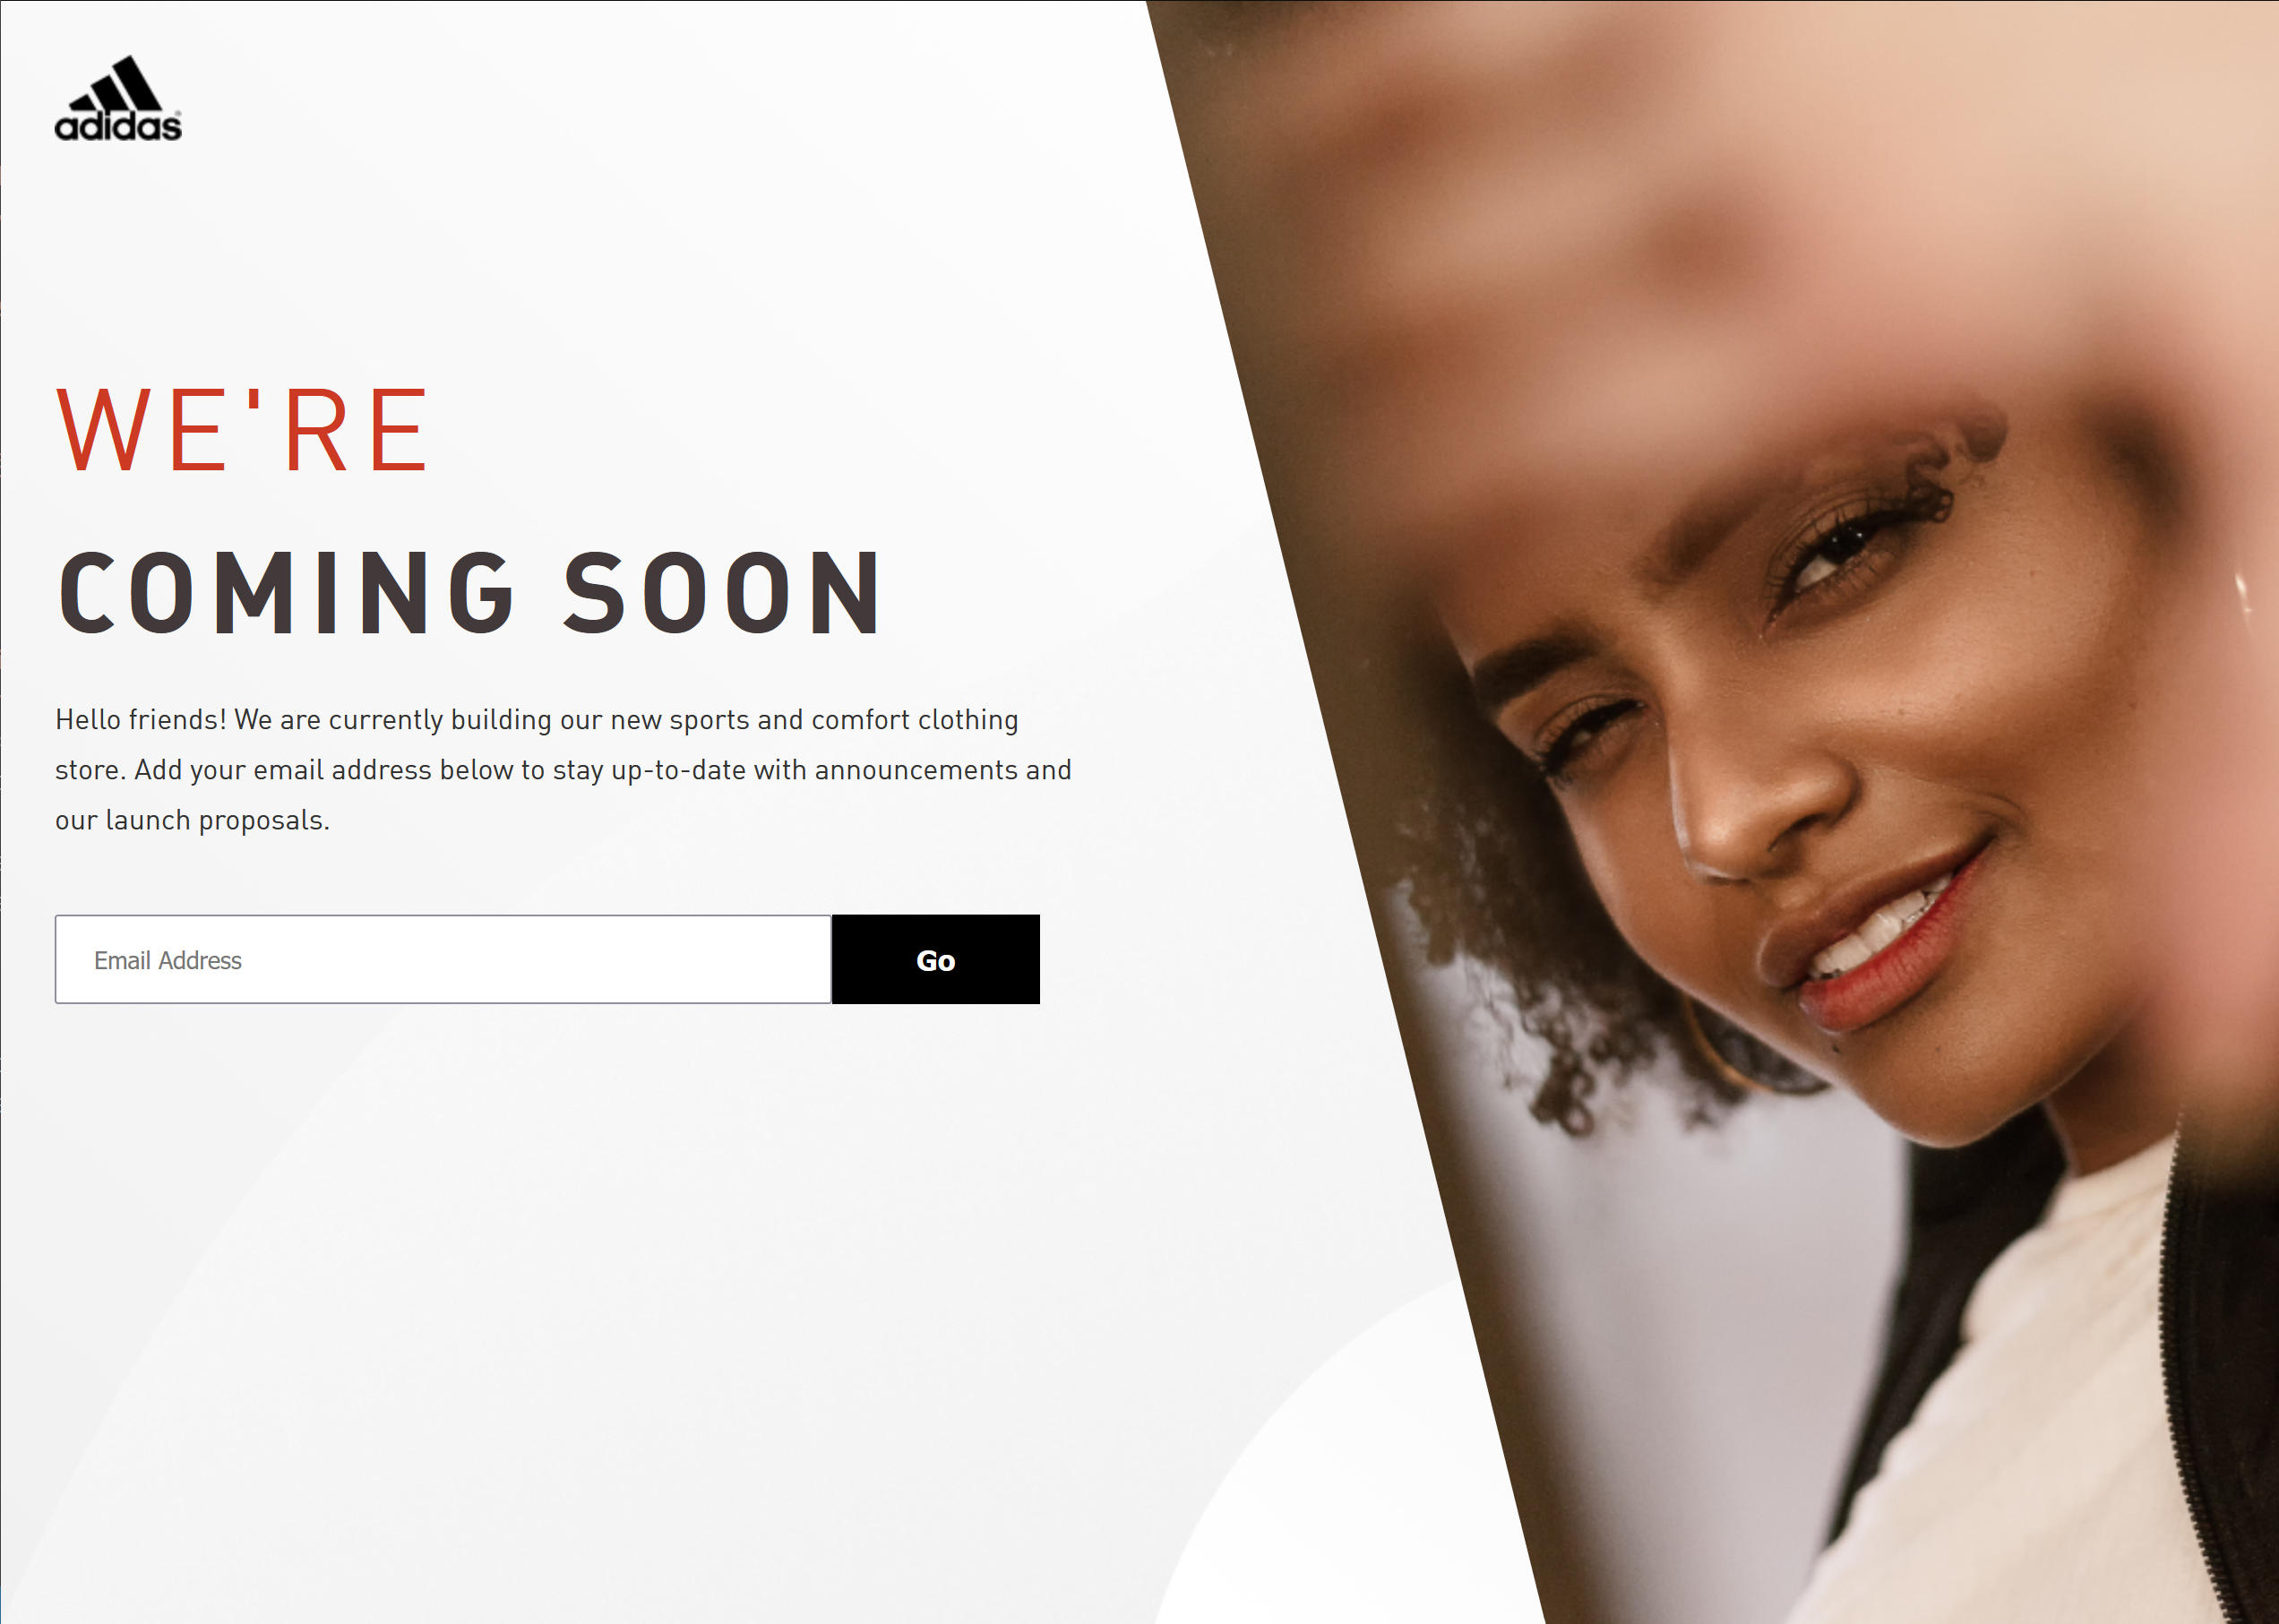 adidas
WE'RE
COMING SOON
Hello friends! We are currently building our new sports and comfort clothing
store. Add your email address below to stay up-to-date with announcements and
our launch proposals.
Email Address
Go